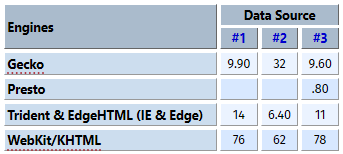 Engines Data Source
#1 #2 #3
Gecko 9.90 32 9.60
Presto .80
Trident & EdgeHTML (IE & Edge) 14 6.40 11
WebKit/KHTML 76 62 78